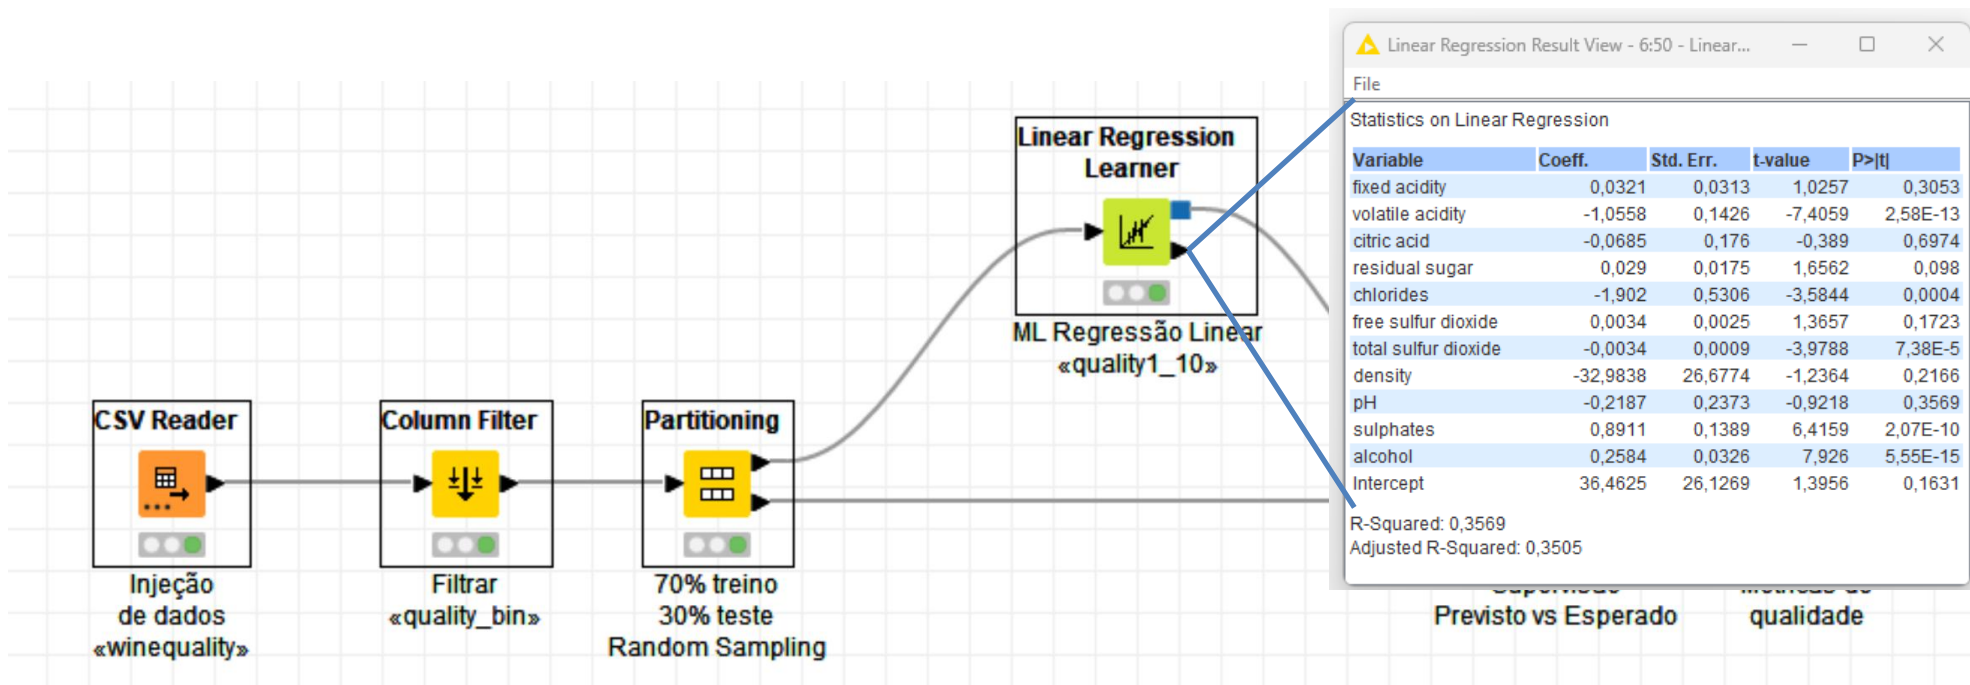 Linear Regression Result View - 6:50 - Linear...
File
Statistics on Linear Regression
Variable Coeff. Std. Err. t-value P>|t|
fixed acidity 0,0321 0,0313 1,0257 0,3053
volatile acidity -1,0558 0,1426 -7,4059 2,58E-13
citric acid -0,0685 0,176 -0,389 0,6974
residual sugar 0,029 0,0175 1,6562 0,098
chlorides -1,902 0,5306 -3,5844 0,0004
free sulfur dioxide 0,0034 0,0025 1,3657 0,1723
total sulfur dioxide -0,0034 0,0009 -3,9788 7,38E-5
density -32,9838 26,6774 -1,2364 0,2166
pH -0,2187 0,2373 -0,9218 0,3569
sulphates 0,8911 0,1389 6,4159 2,07E-10
alcohol 0,2584 0,0326 7,926 5,55E-15
Intercept 36,4625 26,1269 1,3956 0,1631
R-Squared: 0,3569
Adjusted R-Squared: 0,3505
Linear Regression
Learner
ML Regressão Linear
«quality1_10»
CSV Reader
Injeção
de dados
«winequality»
Column Filter
Filtrar
«quality_bin»
Partitioning
70% treino
30% teste
Random Sampling
Previsto vs Esperado
qualidade